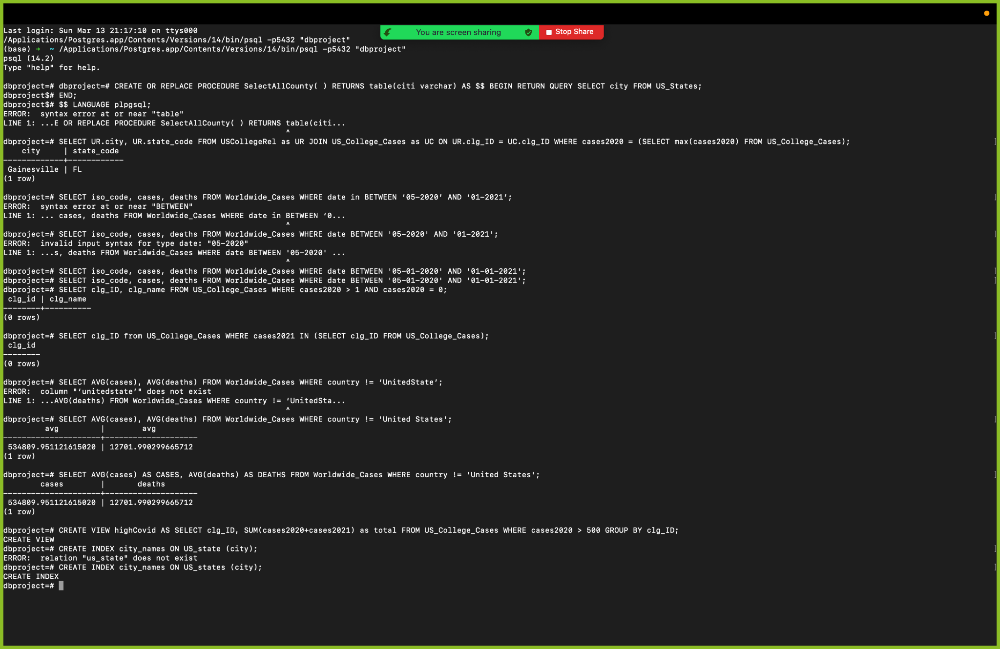 You are screen sharing
Stop Share
Last login: Sun Mar 13 21:17:10 on ttys000
/Applications/Postgres.app/Contents/Versions/14/bin/psql -p5432 "dbproject"
(base) ➜  ~ /Applications/Postgres.app/Contents/Versions/14/bin/psql -p5432 "dbproject"
psql (14.2)
Type "help" for help.
dbproject=# dbproject=# CREATE OR REPLACE PROCEDURE SelectAllCounty( ) RETURNS table(citi varchar) AS $$ BEGIN RETURN QUERY SELECT city FROM US_States;
dbproject$# END;
dbproject$# $$ LANGUAGE plpgsql;
ERROR:  syntax error at or near "table"
LINE 1: ...E OR REPLACE PROCEDURE SelectAllCounty( ) RETURNS table(citi...
^
dbproject=# SELECT UR.city, UR.state_code FROM USCollegeRel as UR JOIN US_College_Cases as UC ON UR.clg_ID = UC.clg_ID WHERE cases2020 = (SELECT max(cases2020) FROM US_College_Cases); ]
    city     | state_code
-------------+------------
 Gainesville | FL
(1 row)
dbproject=# SELECT iso_code, cases, deaths FROM Worldwide_Cases WHERE date in BETWEEN ‘05-2020’ AND ‘01-2021’; ]
ERROR:  syntax error at or near "BETWEEN"
LINE 1: ... cases, deaths FROM Worldwide_Cases WHERE date in BETWEEN ‘0...
^
dbproject=# SELECT iso_code, cases, deaths FROM Worldwide_Cases WHERE date BETWEEN '05-2020' AND '01-2021'; ]
ERROR:  invalid input syntax for type date: "05-2020"
LINE 1: ...s, deaths FROM Worldwide_Cases WHERE date BETWEEN '05-2020' ...
^
dbproject=# SELECT iso_code, cases, deaths FROM Worldwide_Cases WHERE date BETWEEN '05-01-2020' AND '01-01-2021'; ]
dbproject=# SELECT iso_code, cases, deaths FROM Worldwide_Cases WHERE date BETWEEN '05-01-2020' AND '01-01-2021'; ]
dbproject=# SELECT clg_ID, clg_name FROM US_College_Cases WHERE cases2020 > 1 AND cases2020 = 0;
 clg_id | clg_name
--------+----------
(0 rows)
dbproject=# SELECT clg_ID from US_College_Cases WHERE cases2021 IN (SELECT clg_ID FROM US_College_Cases); ]
 clg_id
--------
(0 rows)
dbproject=# SELECT AVG(cases), AVG(deaths) FROM Worldwide_Cases WHERE country != ‘UnitedState’;
ERROR:  column "‘unitedstate’" does not exist
LINE 1: ...AVG(deaths) FROM Worldwide_Cases WHERE country != ‘UnitedSta...
^
dbproject=# SELECT AVG(cases), AVG(deaths) FROM Worldwide_Cases WHERE country != 'United States'; ]
         avg         |        avg
---------------------+--------------------
 534809.951121615020 | 12701.990299665712
(1 row)
dbproject=# SELECT AVG(cases) AS CASES, AVG(deaths) AS DEATHS FROM Worldwide_Cases WHERE country != 'United States'; ]
        cases        |       deaths
---------------------+--------------------
 534809.951121615020 | 12701.990299665712
(1 row)
dbproject=# CREATE VIEW highCovid AS SELECT clg_ID, SUM(cases2020+cases2021) as total FROM US_College_Cases WHERE cases2020 > 500 GROUP BY clg_ID;
CREATE VIEW
dbproject=# CREATE INDEX city_names ON US_state (city); ]
ERROR:  relation "us_state" does not exist
dbproject=# CREATE INDEX city_names ON US_states (city); ]
CREATE INDEX
dbproject=#